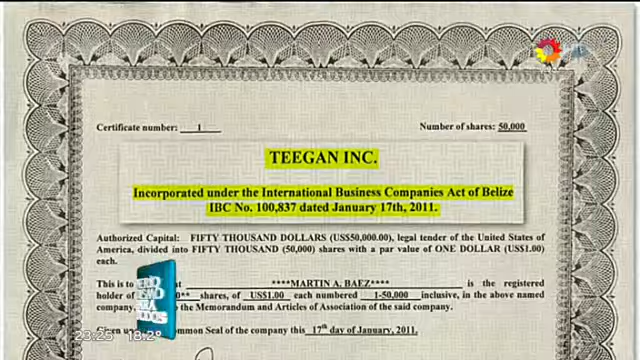 Certificate number: 1
Number of shares: 50,000
TEEGAN INC.
Incorporated under the International Business Companies Act of Belize
IBC No. 100,837 dated January 17th, 2011.
Authorized Capital: FIFTY THOUSAND DOLLARS (US$50,000.00), legal tender of the United States of
America, divided into FIFTY THOUSAND (50,000) shares with a par value of ONE DOLLAR (US$1.00)
each.
This is to ****MARTIN A. BAEZ**** is the registered
holder of shares, of US$1.00 each numbered 1-50,000 inclusive, in the above named
company, the Memorandum and Articles of Association of the said company.
Common Seal of the company this 17th day of January, 2011.
23:25 18.2°